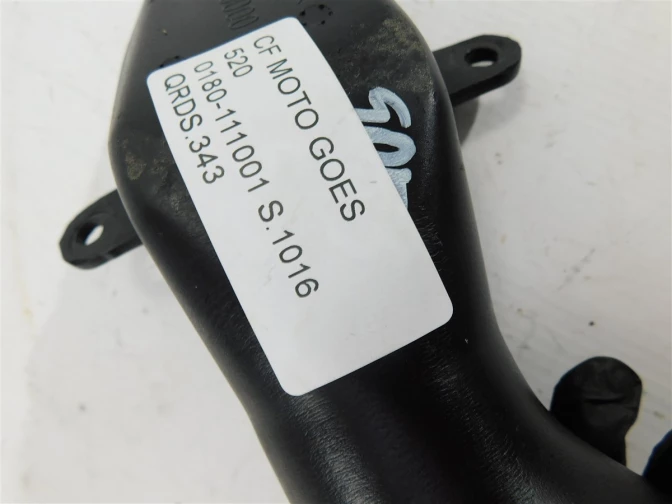 CF MOTO GOES
520
0180-111001 S.1016
QRDS.343